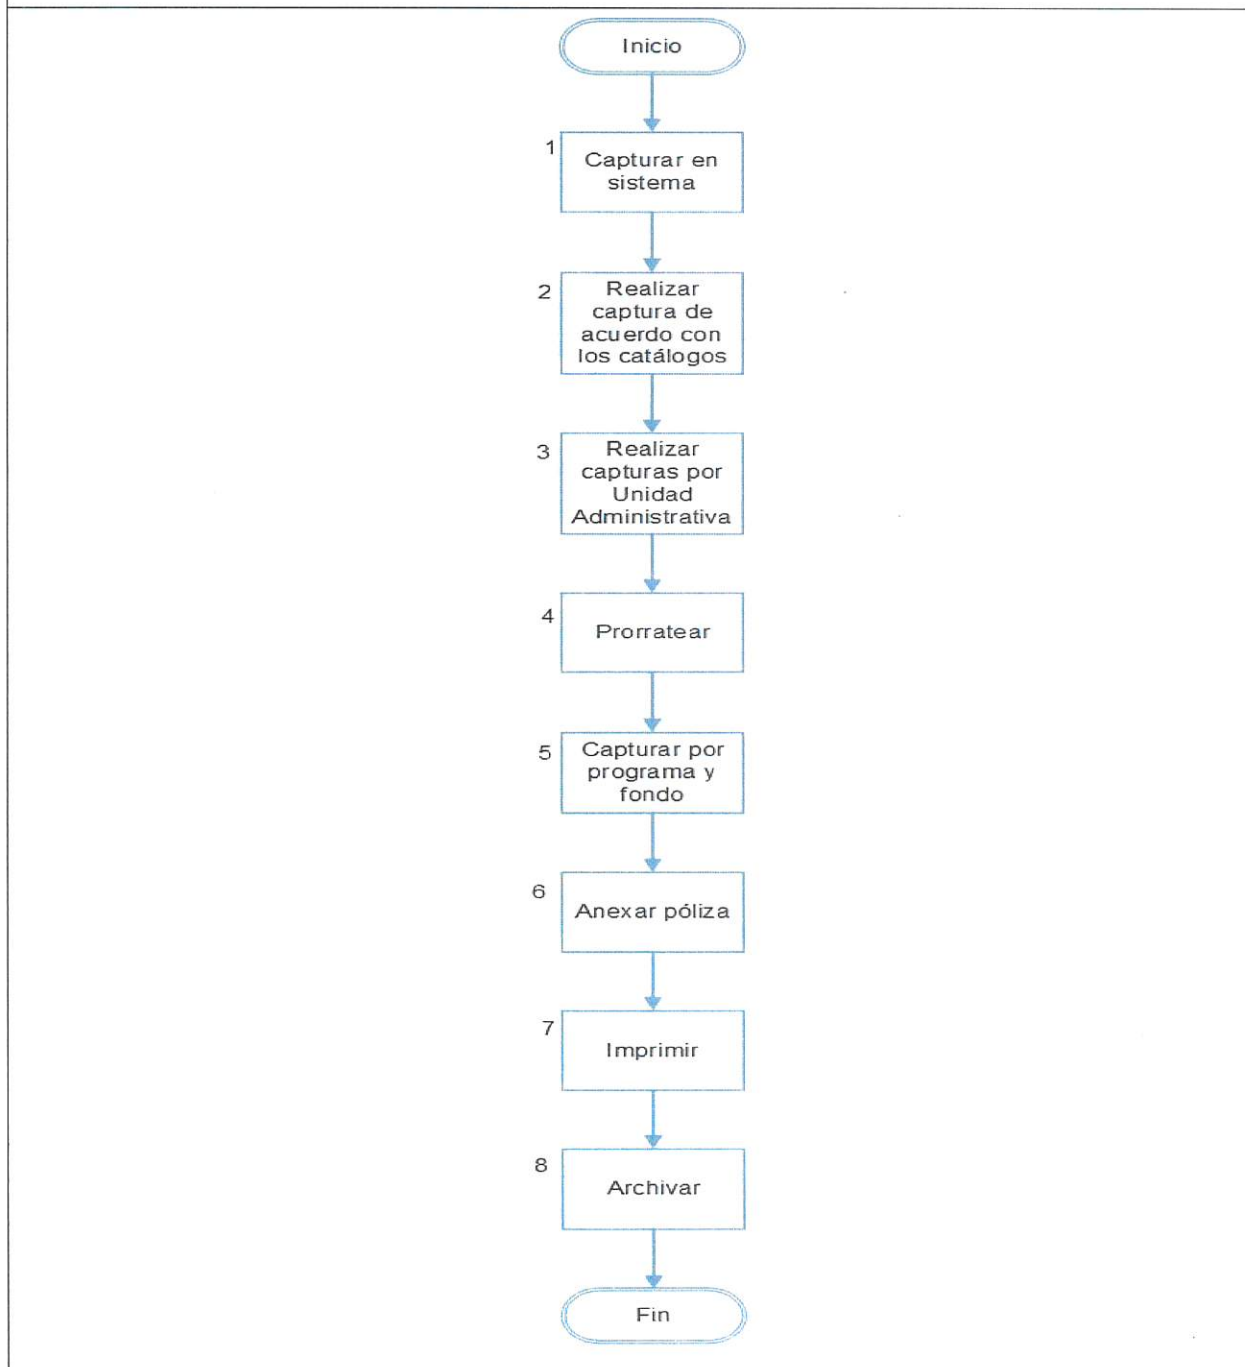 Inicio
1
Capturar en
sistema
2
Realizar
captura de
acuerdo con
los catálogos
3
Realizar
capturas por
Unidad
Administrativa
4
Prorratear
5
Capturar por
programa y
fondo
6
Anexar póliza
7
Imprimir
8
Archivar
Fin